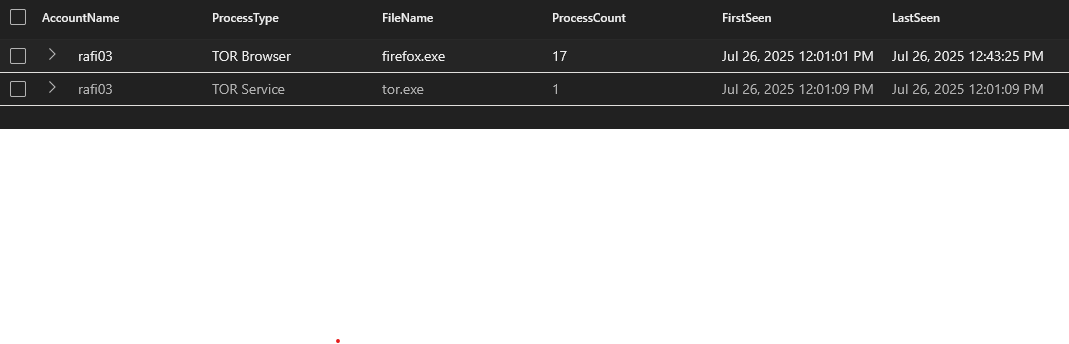 AccountName ProcessType FileName ProcessCount FirstSeen LastSeen
rafi03 TOR Browser firefox.exe 17 Jul 26, 2025 12:01:01 PM Jul 26, 2025 12:43:25 PM
rafi03 TOR Service tor.exe 1 Jul 26, 2025 12:01:09 PM Jul 26, 2025 12:01:09 PM